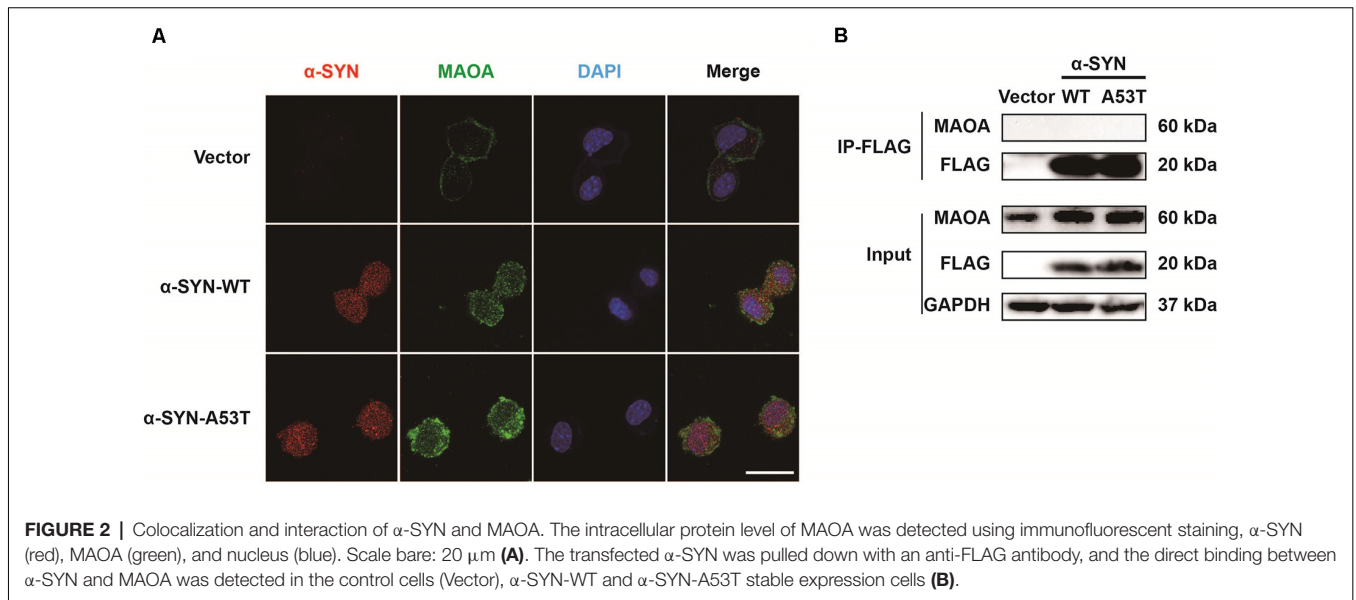 A
α-SYN MAOA DAPI Merge
Vector
α-SYN-WT
α-SYN-A53T
B
α-SYN
Vector WT A53T
IP-FLAG
MAOA 60 kDa
FLAG 20 kDa
Input
MAOA 60 kDa
FLAG 20 kDa
GAPDH 37 kDa
FIGURE 2 | Colocalization and interaction of α-SYN and MAOA. The intracellular protein level of MAOA was detected using immunofluorescent staining, α-SYN
(red), MAOA (green), and nucleus (blue). Scale bare: 20 μm (A). The transfected α-SYN was pulled down with an anti-FLAG antibody, and the direct binding between
α-SYN and MAOA was detected in the control cells (Vector), α-SYN-WT and α-SYN-A53T stable expression cells (B).